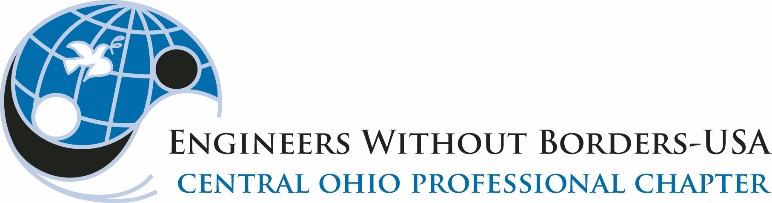 Engineers Without Borders-USA
Central Ohio Professional Chapter